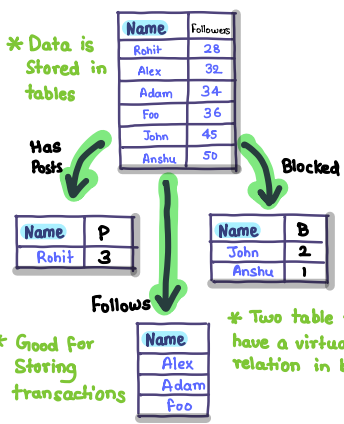 * Data is
Stored in
tables
Name Followers
Rohit 28
Alex 32
Adam 34
Foo 36
John 45
Anshu 50
Has
Posts
Blocked
Name P
Rohit 3
Name B
John 2
Anshu 1
Follows
Name
Alex
Adam
Foo
* Good for
Storing
transactions
* Two table
have a virtua
relation in b